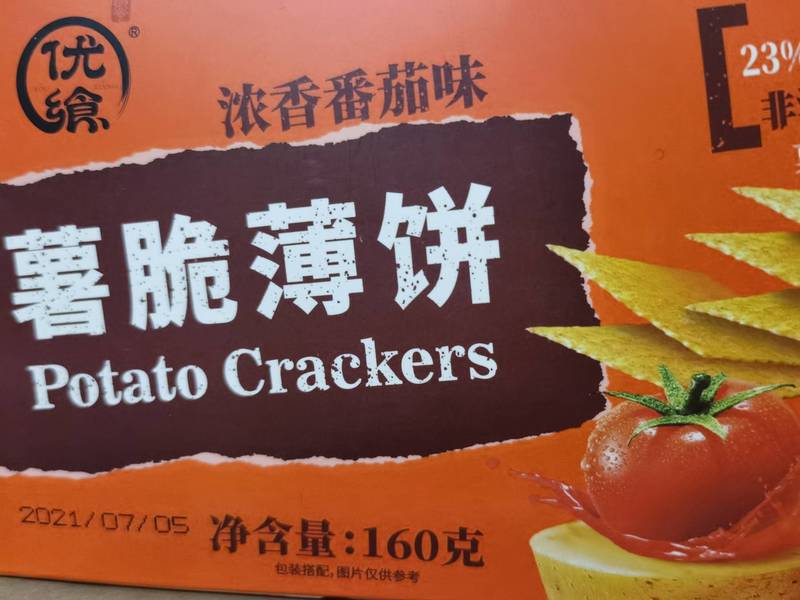 优飨
®
浓香番茄味
23%
非
薯脆薄饼
Potato Crackers
2021/07/05
净含量:160克
包装搭配,图片仅供参考